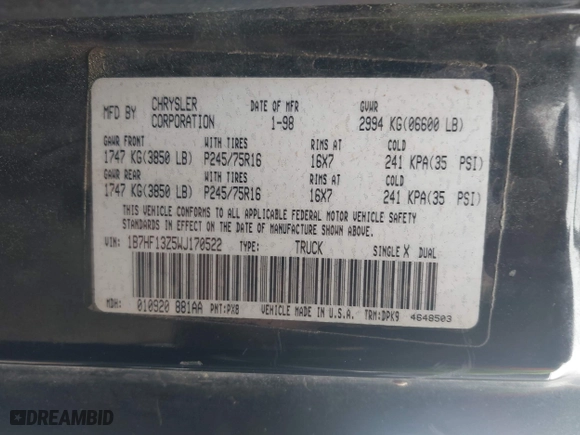 MFD BY CHRYSLER CORPORATION DATE OF MFR 1-98 GVWR 2994 KG(06600 LB)
GAWR FRONT WITH TIRES RIMS AT COLD
1747 KG(3850 LB) P245/75R16 16X7 241 KPA(35 PSI)
GAWR REAR WITH TIRES RIMS AT COLD
1747 KG(3850 LB) P245/75R16 16X7 241 KPA(35 PSI)
THIS VEHICLE CONFORMS TO ALL APPLICABLE FEDERAL MOTOR VEHICLE SAFETY
STANDARDS IN EFFECT ON THE DATE OF MANUFACTURE SHOWN ABOVE.
VIN: 1B7HF13Z5WJ170522 TYPE: TRUCK SINGLE X DUAL
MDH: 010920 881AA PNT:PX8 VEHICLE MADE IN U.S.A. TRM:DPK9 4648503
DREAMBID